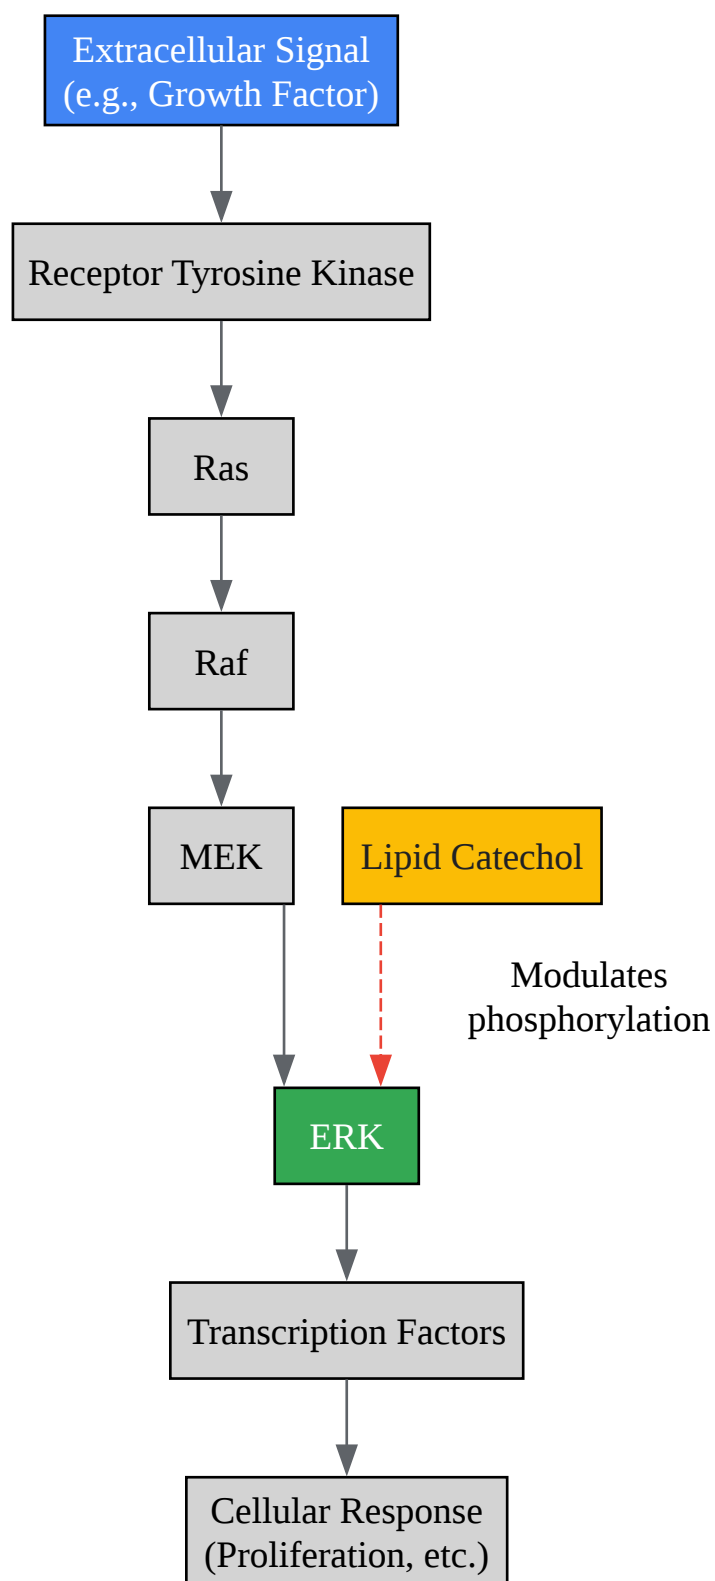 Extracellular Signal
(e.g., Growth Factor)
Receptor Tyrosine Kinase
Ras
Raf
MEK
Lipid Catechol
Modulates
phosphorylation
ERK
Transcription Factors
Cellular Response
(Proliferation, etc.)